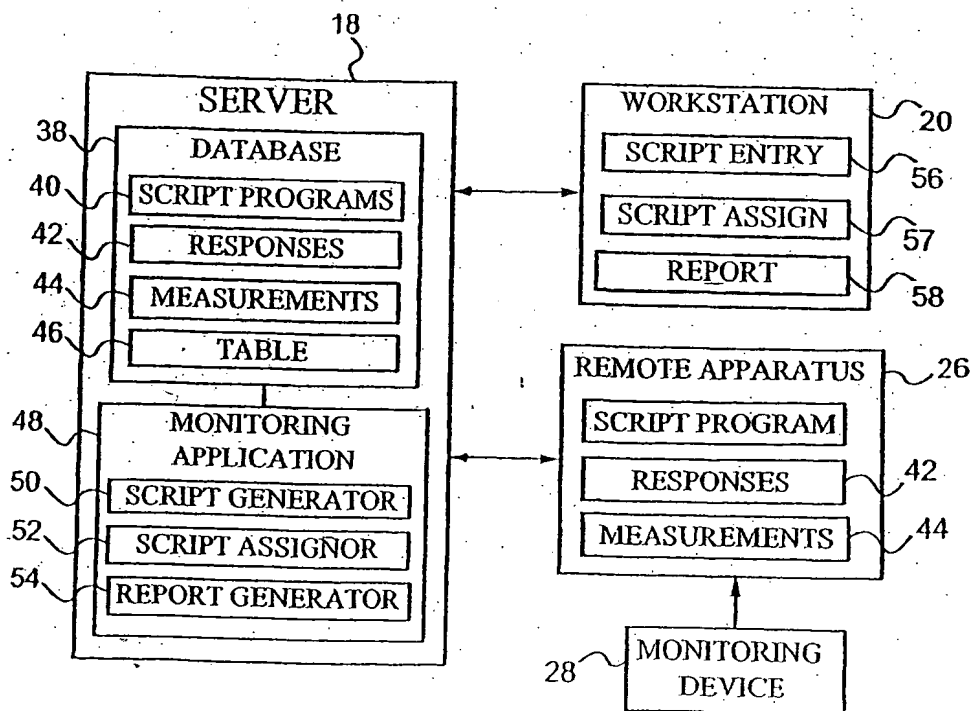 18
SERVER
38
DATABASE
40
SCRIPT PROGRAMS
42
RESPONSES
44
MEASUREMENTS
46
TABLE
48
MONITORING
APPLICATION
50
SCRIPT GENERATOR
52
SCRIPT ASSIGNOR
54
REPORT GENERATOR
WORKSTATION
20
SCRIPT ENTRY
56
SCRIPT ASSIGN
57
REPORT
58
REMOTE APPARATUS
26
SCRIPT PROGRAM
RESPONSES
42
MEASUREMENTS
44
28
MONITORING
DEVICE